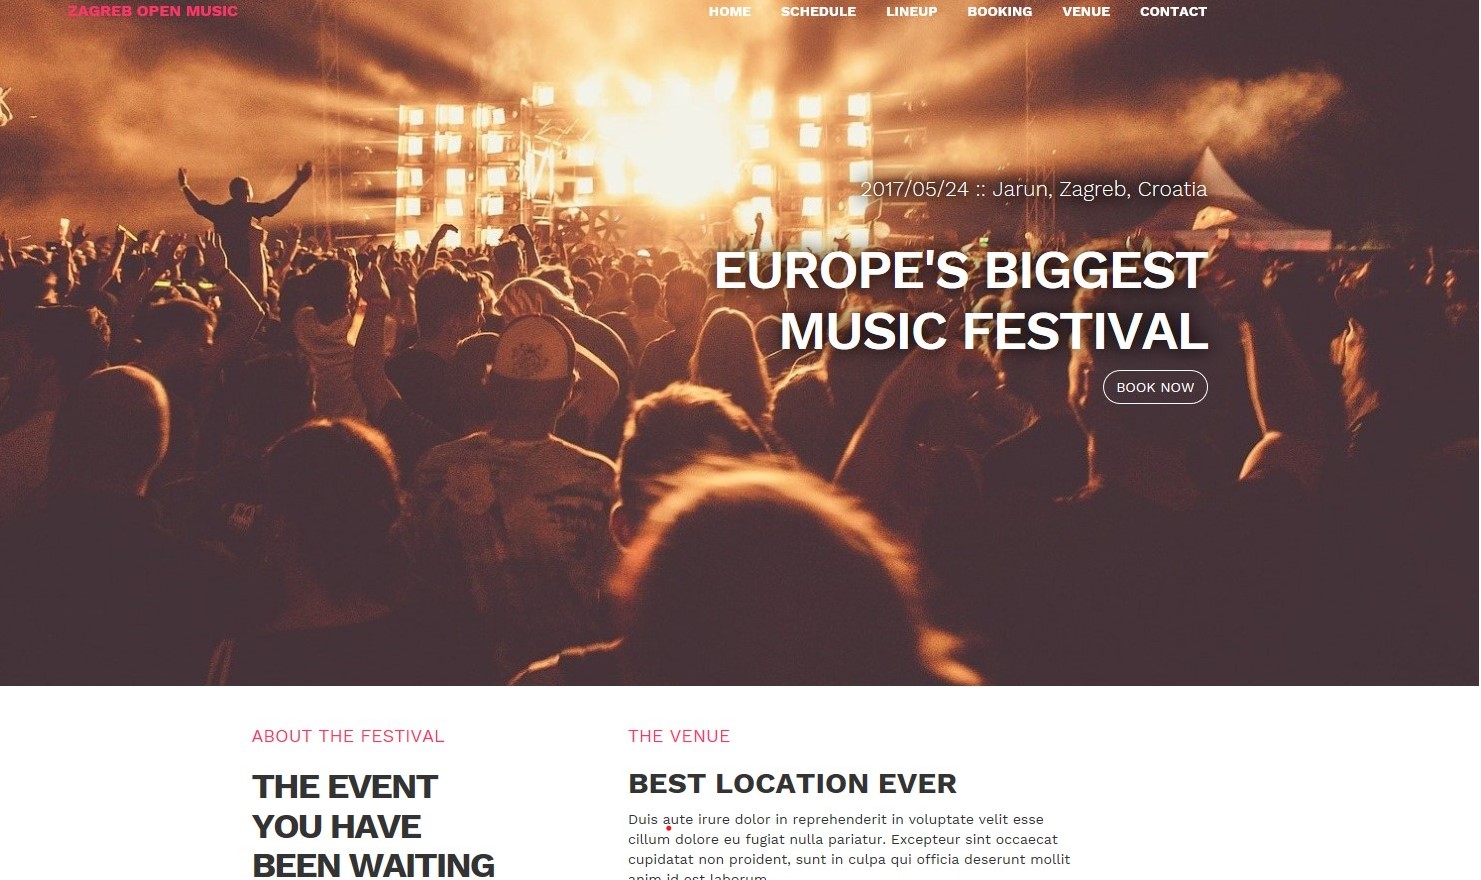 ZAGREB OPEN MUSIC
HOME SCHEDULE LINEUP BOOKING VENUE CONTACT
2017/05/24 :: Jarun, Zagreb, Croatia
EUROPE'S BIGGEST
MUSIC FESTIVAL
BOOK NOW
ABOUT THE FESTIVAL
THE EVENT
YOU HAVE
BEEN WAITING
THE VENUE
BEST LOCATION EVER
Duis aute irure dolor in reprehenderit in voluptate velit esse
cillum dolore eu fugiat nulla pariatur. Excepteur sint occaecat
cupidatat non proident, sunt in culpa qui officia deserunt mollit
anim id est laborum.